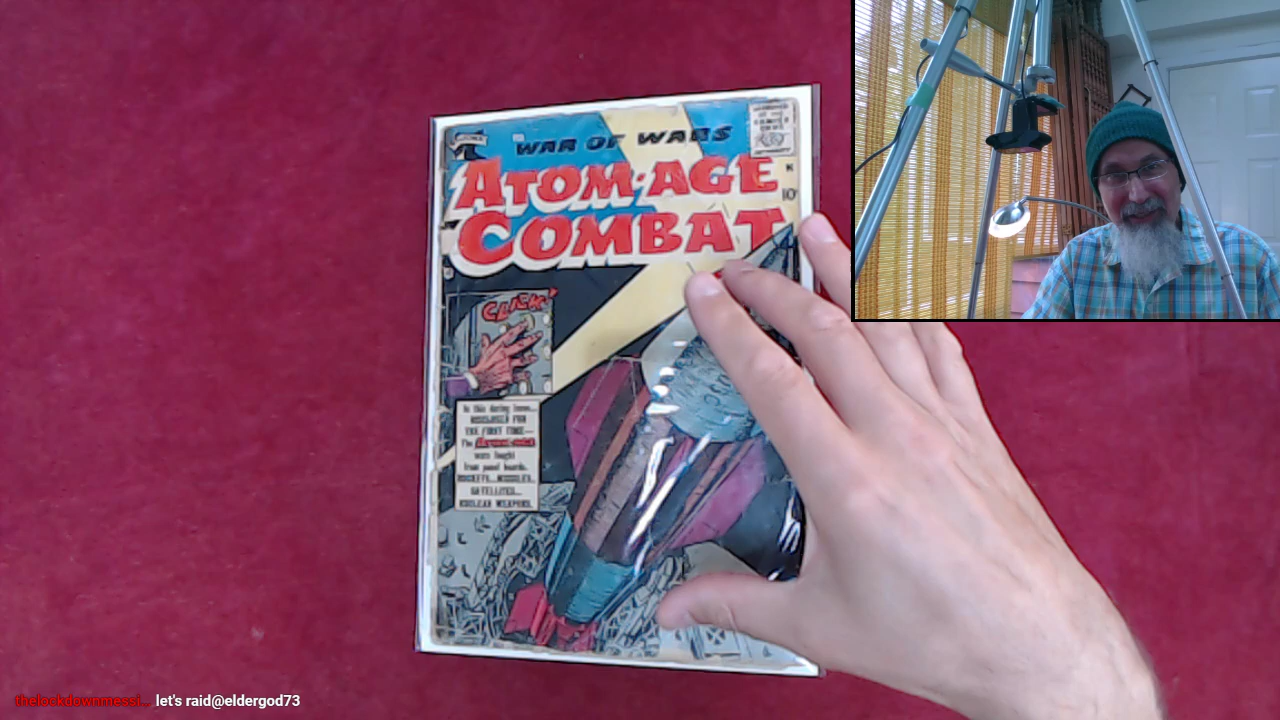 WAR OF WARS
ATOM·AGE
COMBAT
10¢
CLICK!
In this daring issue...
DISCLOSED FOR
THE FIRST TIME—
The
were fought
from panel boards.
ROCKETS...MISSILES...
SATELLITES...
NUCLEAR WEAPONS.
thelockdownmessi... let's raid@eldergod73